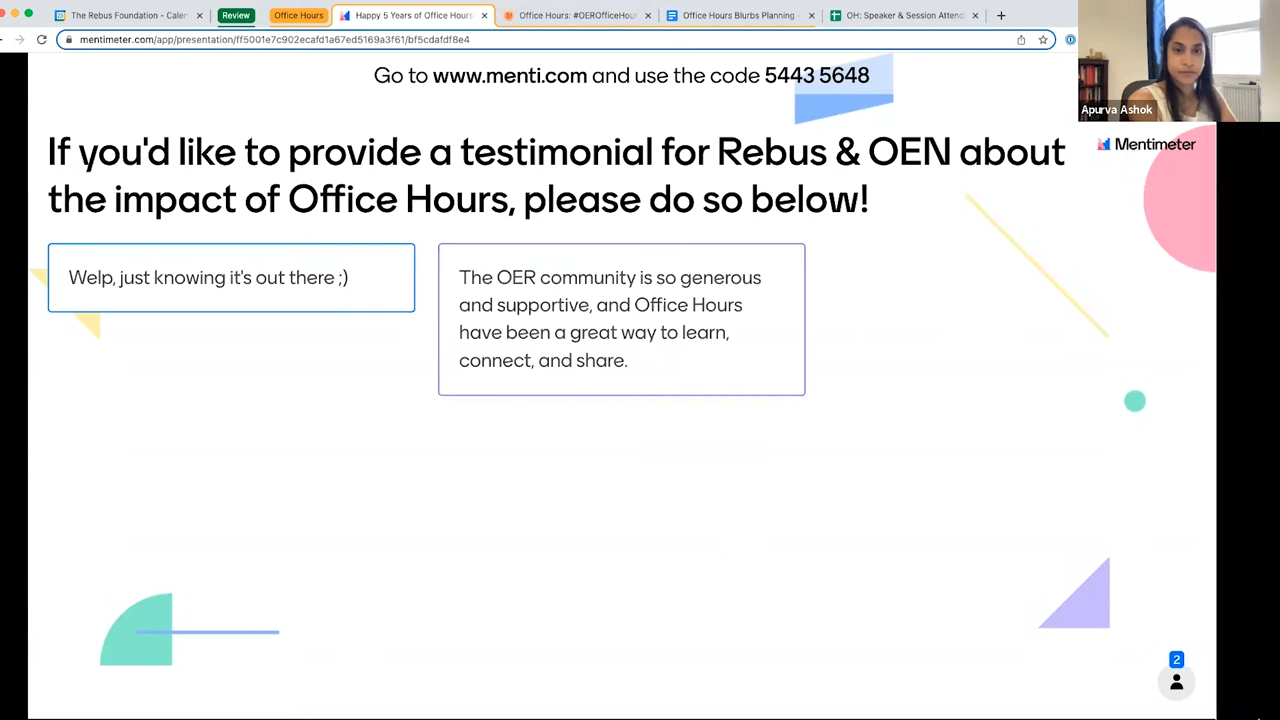 The Rebus Foundation - Calen
Review
Office Hours
Happy 5 Years of Office Hours
Office Hours: #OEROfficeHour
Office Hours Blurbs Planning -
OH: Speaker & Session Attend
mentimeter.com/app/presentation/ff5001e7c902ecafd1a67ed5169a3f61/bf5cdafdf8e4
Apurva Ashok
Go to www.menti.com and use the code 5443 5648
Mentimeter
If you'd like to provide a testimonial for Rebus & OEN about
the impact of Office Hours, please do so below!
Welp, just knowing it's out there ;)
The OER community is so generous
and supportive, and Office Hours
have been a great way to learn,
connect, and share.
2